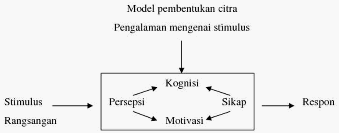 Model pembentukan citra
Pengalaman mengenai stimulus
Kognisi
Stimulus Persepsi Sikap Respon
Rangsangan Motivasi